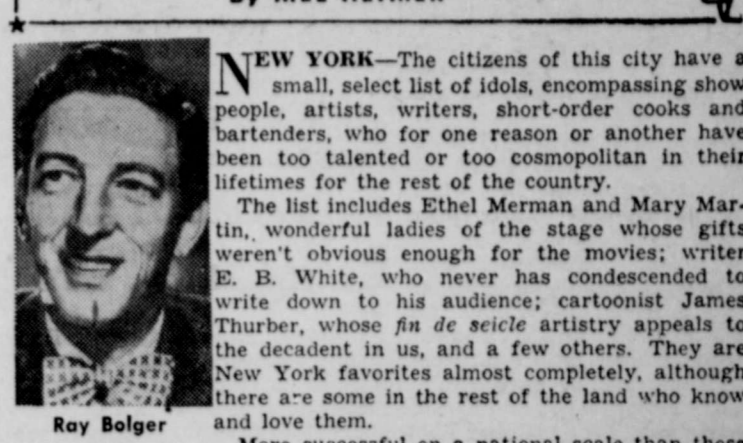 NEW YORK—The citizens of this city have a
small, select list of idols, encompassing show
people, artists, writers, short-order cooks and
bartenders, who for one reason or another have
been too talented or too cosmopolitan in their
lifetimes for the rest of the country.
The list includes Ethel Merman and Mary Mar-
tin, wonderful ladies of the stage whose gifts
weren't obvious enough for the movies; writer
E. B. White, who never has condescended to
write down to his audience; cartoonist James
Thurber, whose fin de seicle artistry appeals to
the decadent in us, and a few others. They are
New York favorites almost completely, although
there are some in the rest of the land who know
and love them.
Ray Bolger